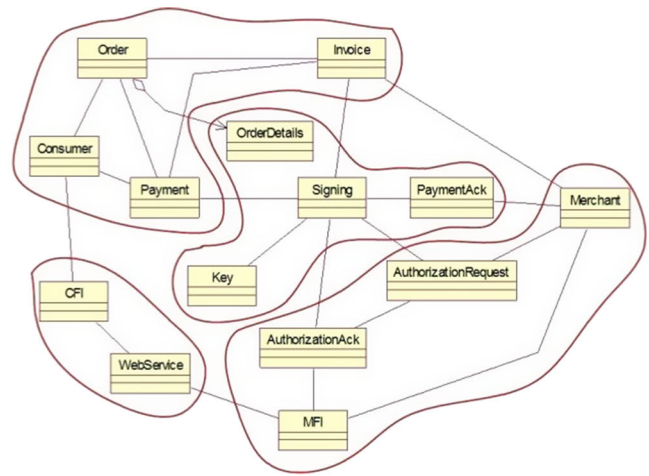 Order
Invoice
OrderDetails
Consumer
Payment
Signing
PaymentAck
Merchant
Key
AuthorizationRequest
CFI
AuthorizationAck
WebService
MFI